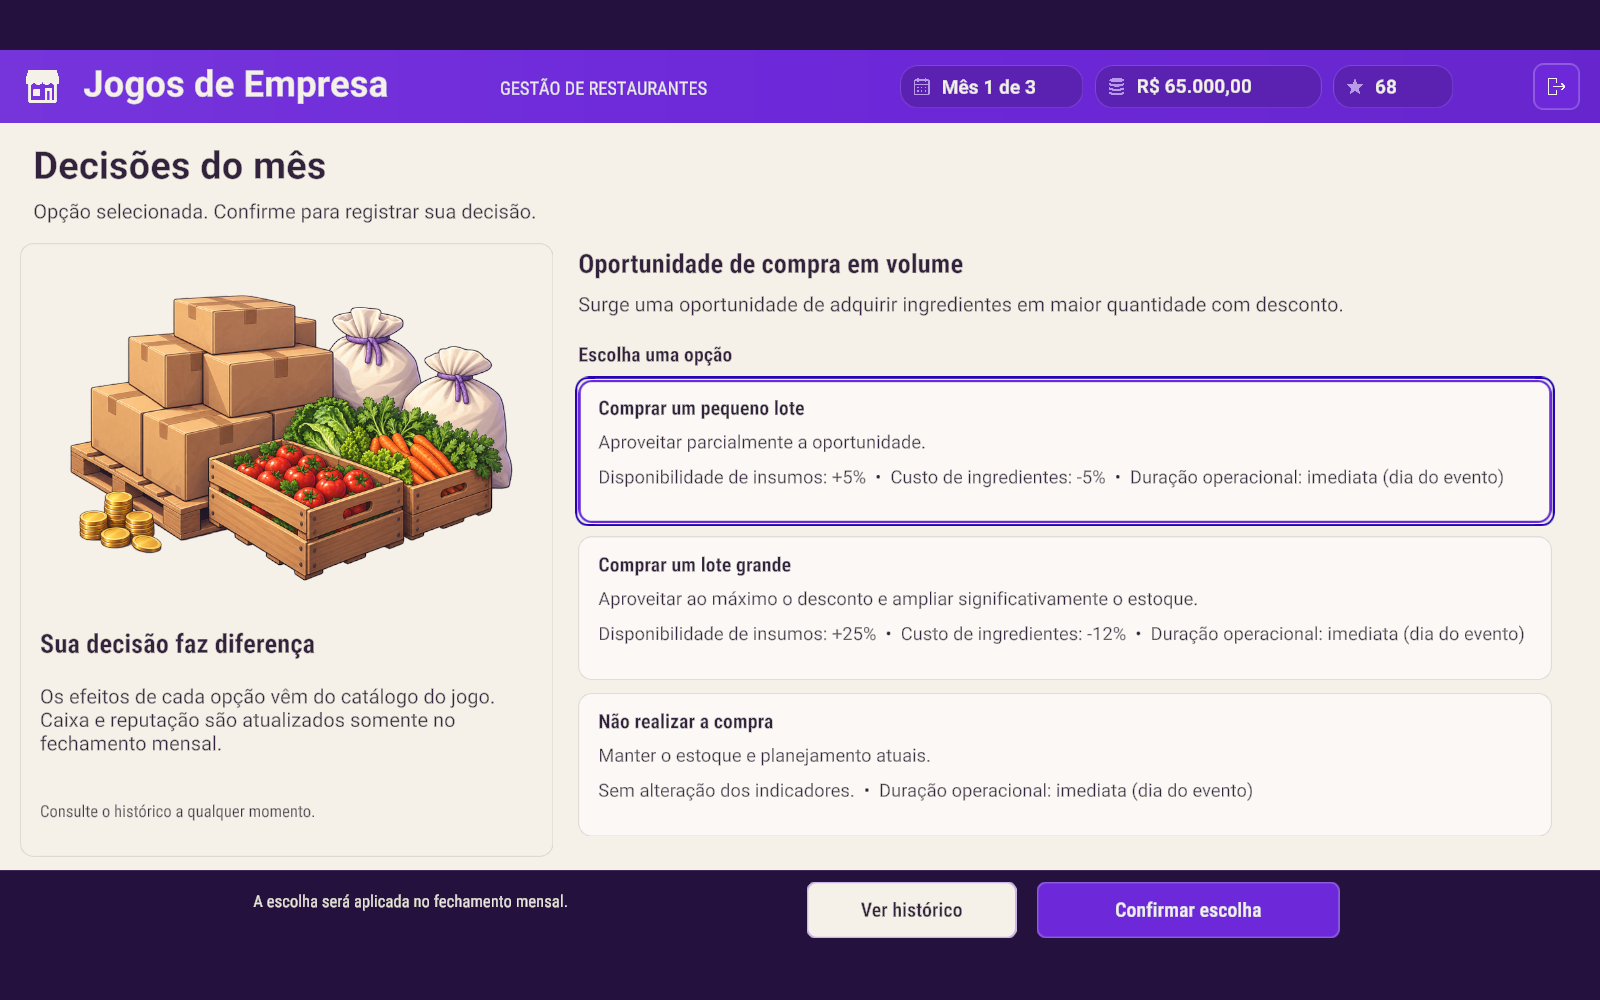 Jogos de Empresa
GESTÃO DE RESTAURANTES
Mês 1 de 3
R$ 65.000,00
68
Decisões do mês
Opção selecionada. Confirme para registrar sua decisão.
Sua decisão faz diferença
Os efeitos de cada opção vêm do catálogo do jogo.
Caixa e reputação são atualizados somente no
fechamento mensal.
Consulte o histórico a qualquer momento.
Oportunidade de compra em volume
Surge uma oportunidade de adquirir ingredientes em maior quantidade com desconto.
Escolha uma opção
Comprar um pequeno lote
Aproveitar parcialmente a oportunidade.
Disponibilidade de insumos: +5% • Custo de ingredientes: -5% • Duração operacional: imediata (dia do evento)
Comprar um lote grande
Aproveitar ao máximo o desconto e ampliar significativamente o estoque.
Disponibilidade de insumos: +25% • Custo de ingredientes: -12% • Duração operacional: imediata (dia do evento)
Não realizar a compra
Manter o estoque e planejamento atuais.
Sem alteração dos indicadores. • Duração operacional: imediata (dia do evento)
A escolha será aplicada no fechamento mensal.
Ver histórico
Confirmar escolha